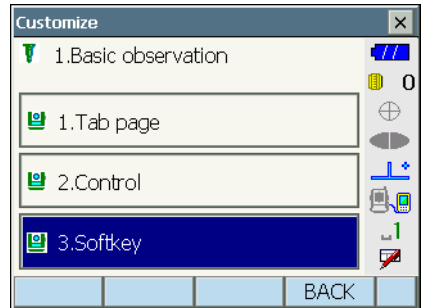 Customize
1.Basic observation
0
1.Tab page
2.Control
3.Softkey
1
BACK